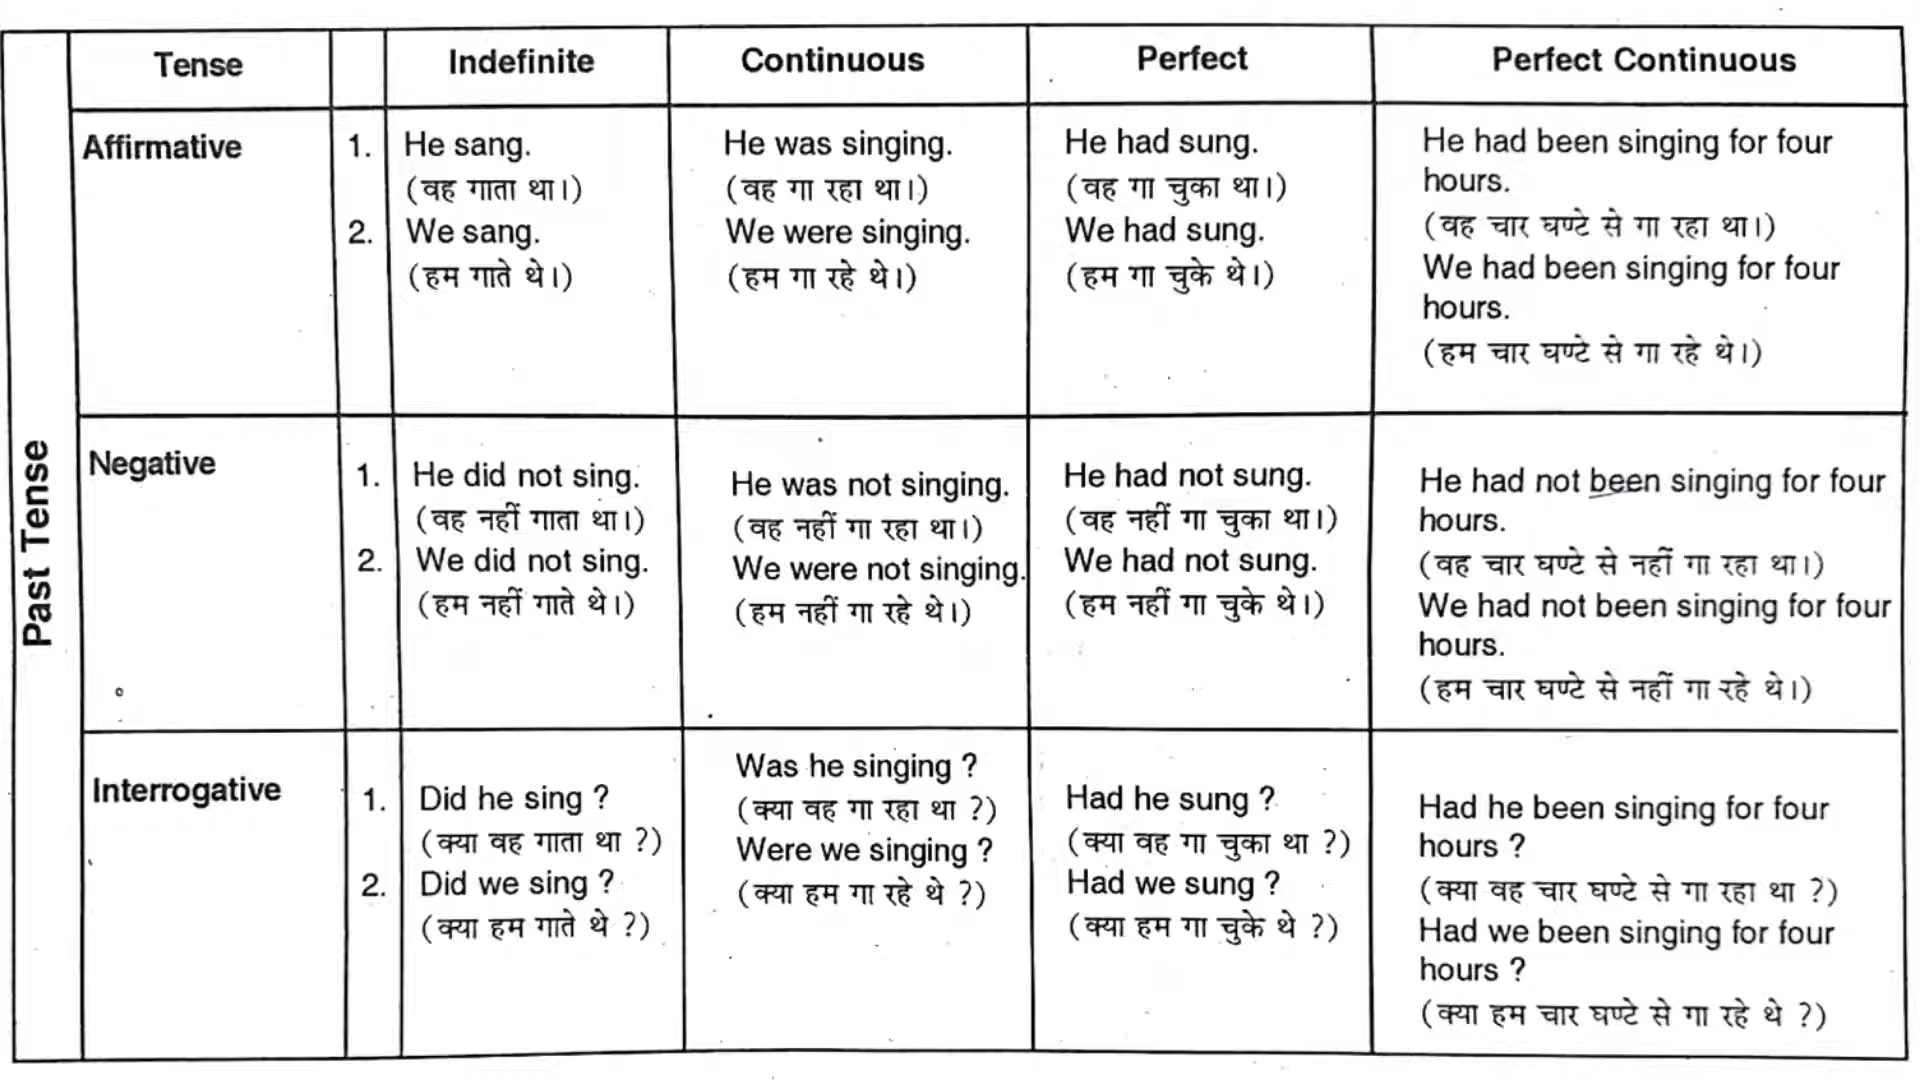 Past Tense
Tense Indefinite Continuous Perfect Perfect Continuous
Affirmative
1. He sang.
(वह गाता था।)
2. We sang.
(हम गाते थे।)
He was singing.
(वह गा रहा था।)
We were singing.
(हम गा रहे थे।)
He had sung.
(वह गा चुका था।)
We had sung.
(हम गा चुके थे।)
He had been singing for four
hours.
(वह चार घण्टे से गा रहा था।)
We had been singing for four
hours.
(हम चार घण्टे से गा रहे थे।)
Negative
1. He did not sing.
(वह नहीं गाता था।)
2. We did not sing.
(हम नहीं गाते थे।)
He was not singing.
(वह नहीं गा रहा था।)
We were not singing.
(हम नहीं गा रहे थे।)
He had not sung.
(वह नहीं गा चुका था।)
We had not sung.
(हम नहीं गा चुके थे।)
He had not been singing for four
hours.
(वह चार घण्टे से नहीं गा रहा था।)
We had not been singing for four
hours.
(हम चार घण्टे से नहीं गा रहे थे।)
Interrogative
1. Did he sing ?
(क्या वह गाता था ?)
2. Did we sing ?
(क्या हम गाते थे ?)
Was he singing ?
(क्या वह गा रहा था ?)
Were we singing ?
(क्या हम गा रहे थे ?)
Had he sung ?
(क्या वह गा चुका था ?)
Had we sung ?
(क्या हम गा चुके थे ?)
Had he been singing for four
hours ?
(क्या वह चार घण्टे से गा रहा था ?)
Had we been singing for four
hours ?
(क्या हम चार घण्टे से गा रहे थे ?)